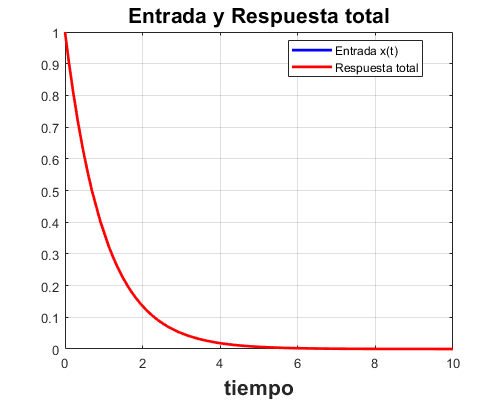 Entrada y Respuesta total
Entrada x(t)
Respuesta total
1
0.9
0.8
0.7
0.6
0.5
0.4
0.3
0.2
0.1
0
0 2 4 6 8 10
tiempo